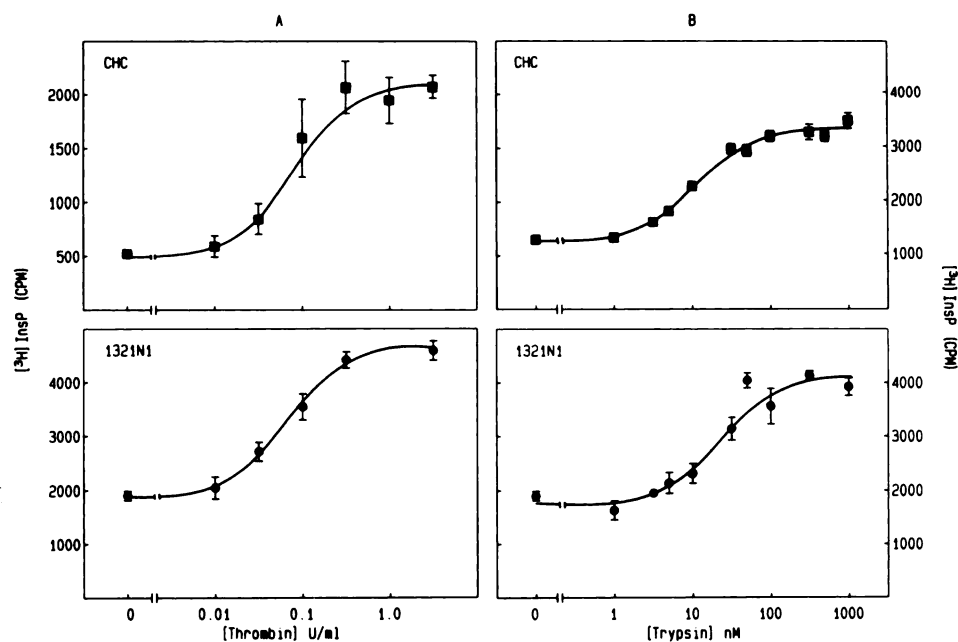 A
B
CHC
2000
1500
1000
500
CHC
4000
3000
2000
1000
[³H] InsP (CPM)
[³H] InsP (CPM)
1321N1
4000
3000
2000
1000
1321N1
4000
3000
2000
1000
0 0.01 0.1 1.0
[Thrombin] U/ml
0 1 10 100 1000
[Trypsin] nM